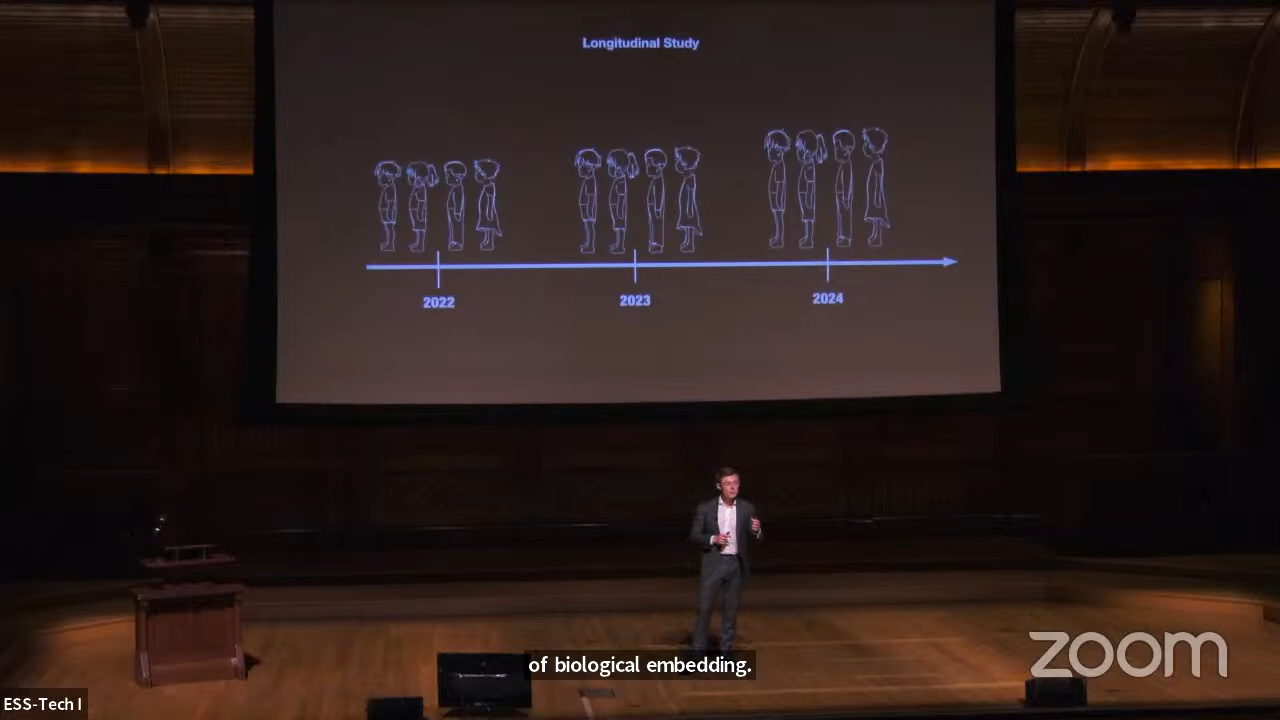 Longitudinal Study
2022
2023
2024
zoom
of biological embedding.
ESS-Tech I